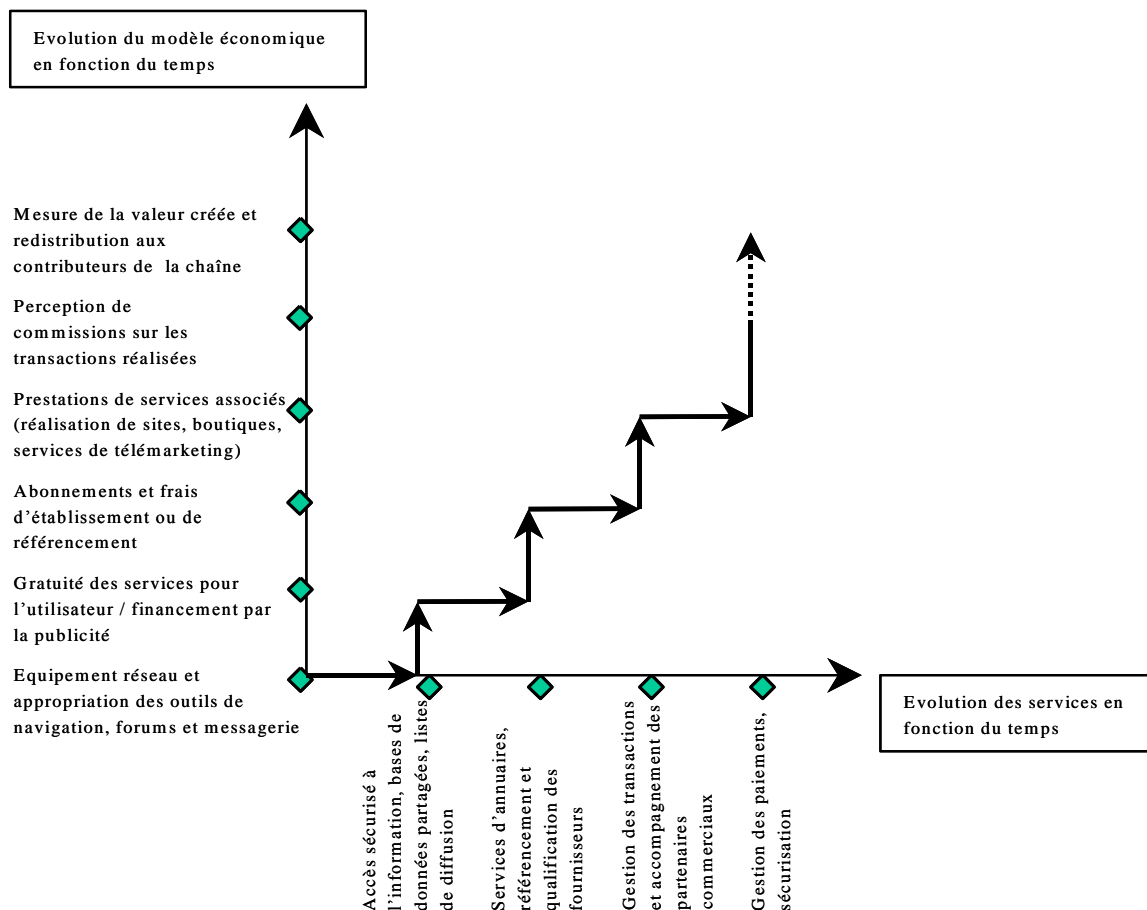 Evolution du modèle économique
en fonction du temps
Mesure de la valeur créée et
redistribution aux
contributeurs de la chaîne
Perception de
commissions sur les
transactions réalisées
Prestations de services associés
(réalisation de sites, boutiques,
services de télémarketing)
Abonnements et frais
d’établissement ou de
référencement
Gratuité des services pour
l’utilisateur / financement par
la publicité
Equipement réseau et
appropriation des outils de
navigation, forums et messagerie
Evolution des services en
fonction du temps
Accès sécurisé à
l’information, bases de
données partagées, listes
de diffusion
Services d’annuaires,
référencement et
qualification des
fournisseurs
Gestion des transactions
et accompagnement des
partenaires
commerciaux
Gestion des paiements,
sécurisation